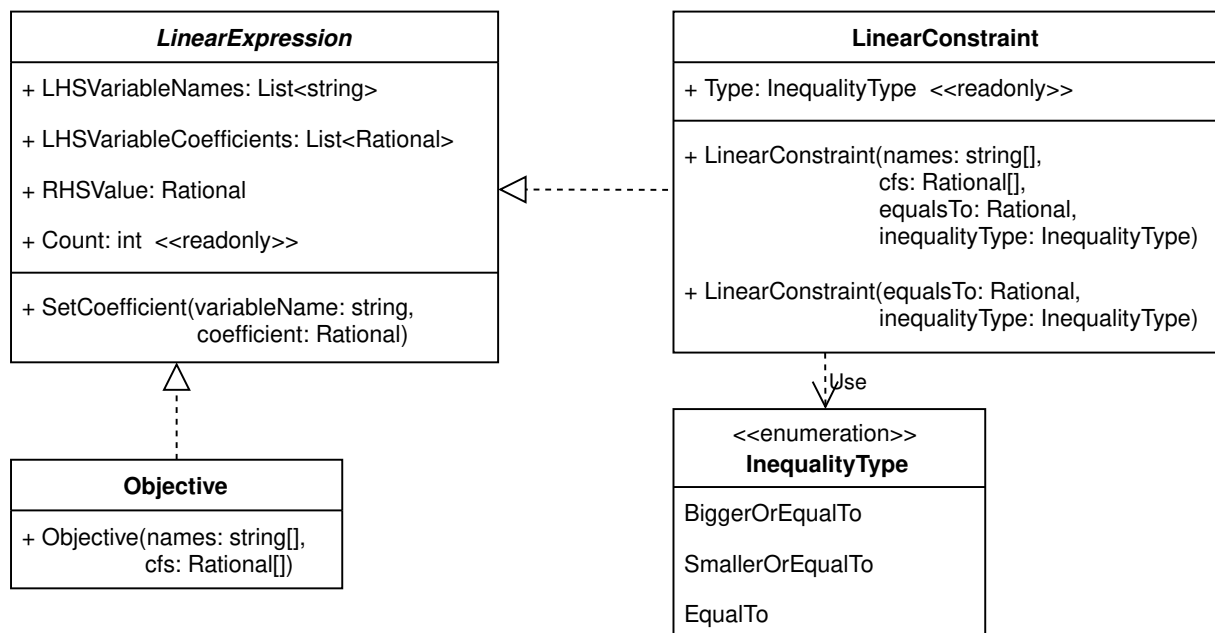 LinearExpression
+ LHSVariableNames: List<string>
+ LHSVariableCoefficients: List<Rational>
+ RHSValue: Rational
+ Count: int <<readonly>>
+ SetCoefficient(variableName: string,
coefficient: Rational)
LinearConstraint
+ Type: InequalityType <<readonly>>
+ LinearConstraint(names: string[],
cfs: Rational[],
equalsTo: Rational,
inequalityType: InequalityType)
+ LinearConstraint(equalsTo: Rational,
inequalityType: InequalityType)
Use
Objective
+ Objective(names: string[],
cfs: Rational[])
<<enumeration>>
InequalityType
BiggerOrEqualTo
SmallerOrEqualTo
EqualTo